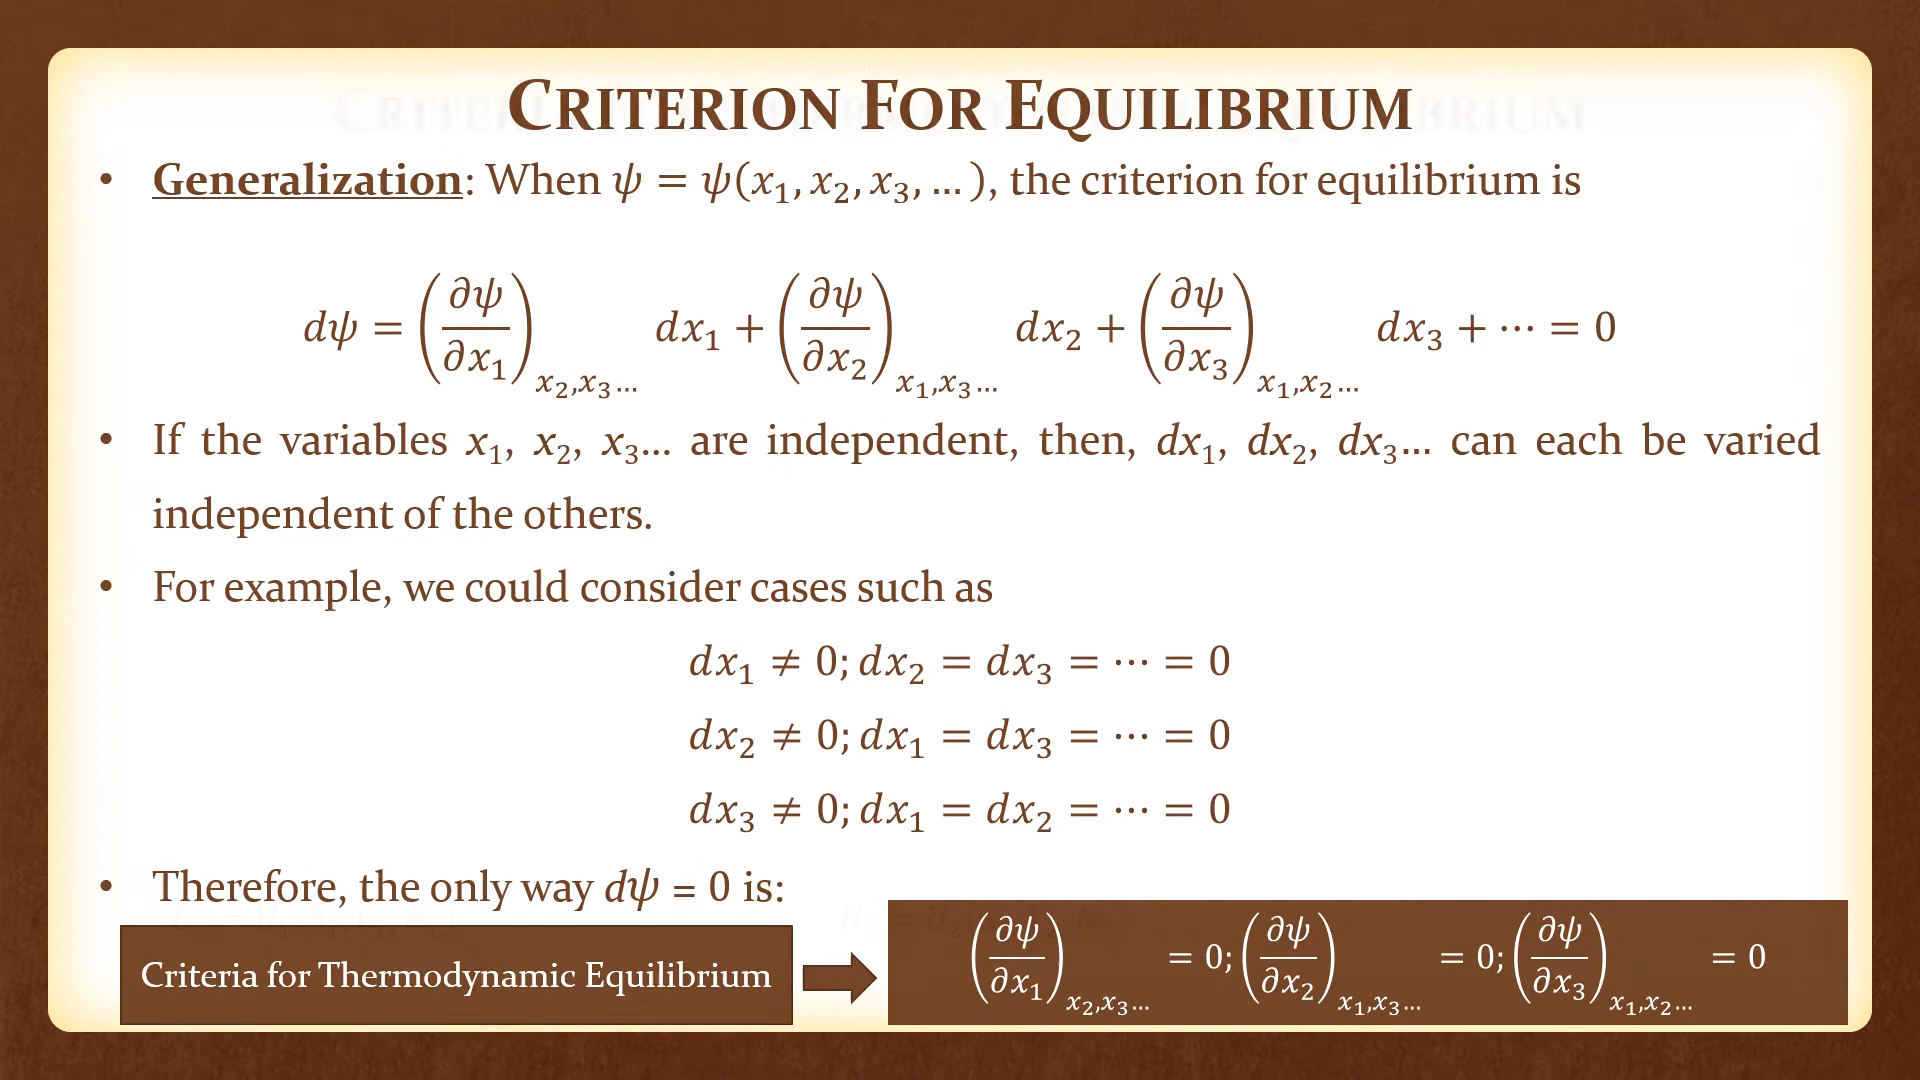 CRITERION FOR EQUILIBRIUM
• Generalization: When ψ = ψ(x₁, x₂, x₃, … ), the criterion for equilibrium is
dψ = (∂ψ/∂x₁)_{x₂,x₃…} dx₁ + (∂ψ/∂x₂)_{x₁,x₃…} dx₂ + (∂ψ/∂x₃)_{x₁,x₂…} dx₃ + ⋯ = 0
• If the variables x₁, x₂, x₃… are independent, then, dx₁, dx₂, dx₃… can each be varied
independent of the others.
• For example, we could consider cases such as
dx₁ ≠ 0; dx₂ = dx₃ = ⋯ = 0
dx₂ ≠ 0; dx₁ = dx₃ = ⋯ = 0
dx₃ ≠ 0; dx₁ = dx₂ = ⋯ = 0
• Therefore, the only way dψ = 0 is:
Criteria for Thermodynamic Equilibrium
(∂ψ/∂x₁)_{x₂,x₃…} = 0; (∂ψ/∂x₂)_{x₁,x₃…} = 0; (∂ψ/∂x₃)_{x₁,x₂…} = 0